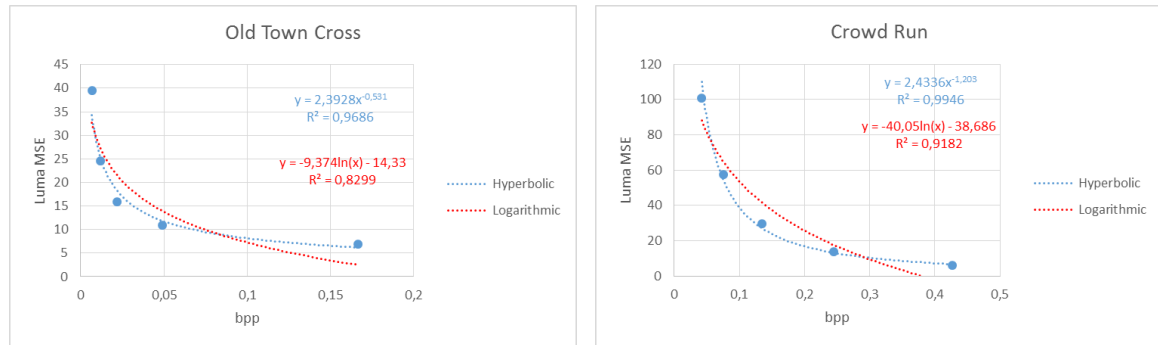 Old Town Cross
45
40
35
30
25
20
15
10
5
0
Luma MSE
0 0,05 0,1 0,15 0,2
bpp
y = 2,3928x^-0,531
R² = 0,9686
y = -9,374ln(x) - 14,33
R² = 0,8299
Hyperbolic
Logarithmic
Crowd Run
120
100
80
60
40
20
0
Luma MSE
0 0,1 0,2 0,3 0,4 0,5
bpp
y = 2,4336x^-1,203
R² = 0,9946
y = -40,05ln(x) - 38,686
R² = 0,9182
Hyperbolic
Logarithmic